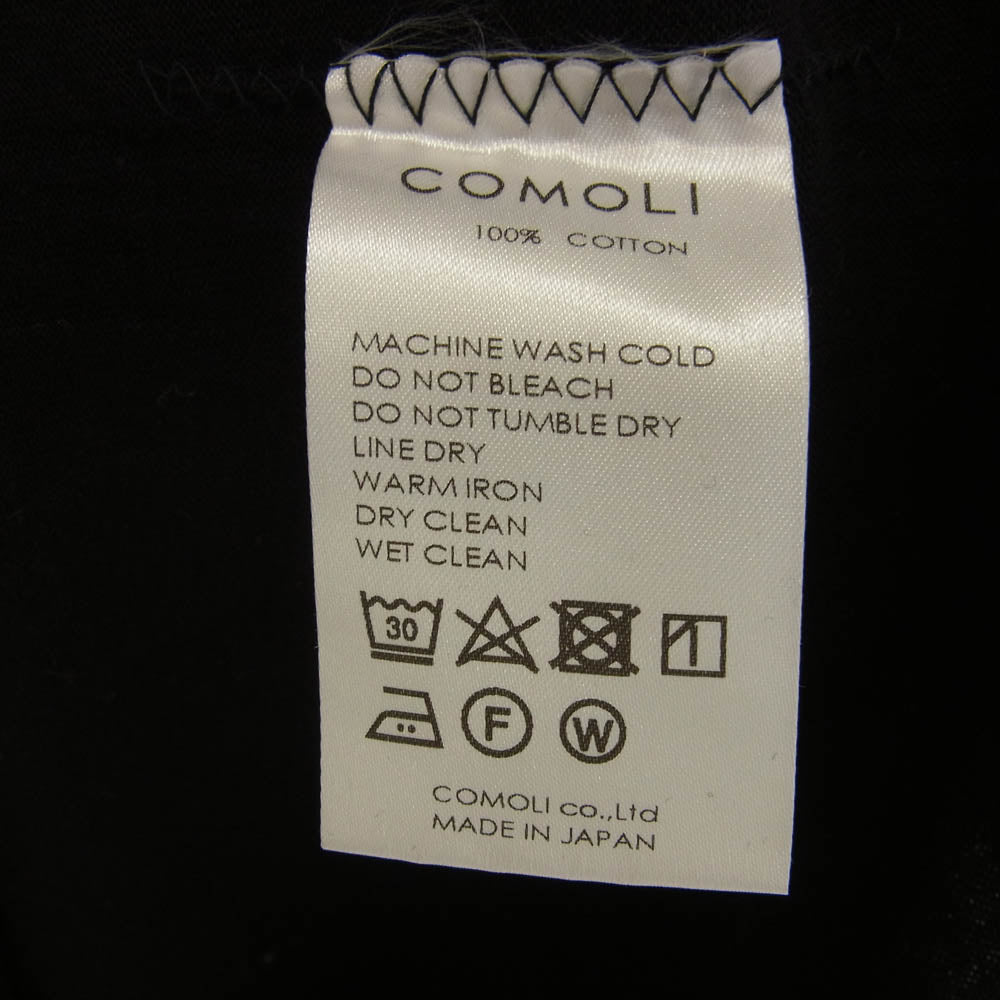 COMOLI
100% COTTON
MACHINE WASH COLD
DO NOT BLEACH
DO NOT TUMBLE DRY
LINE DRY
WARM IRON
DRY CLEAN
WET CLEAN
30
F W
COMOLI co.,Ltd
MADE IN JAPAN